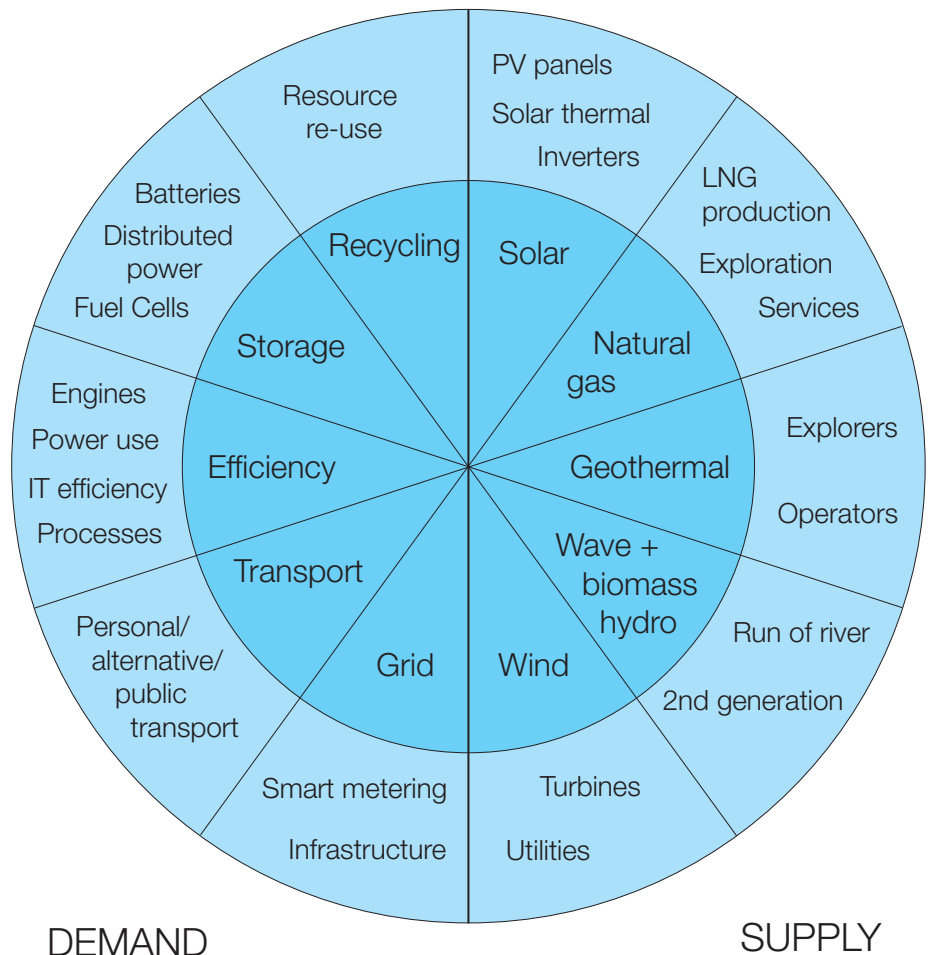 PV panels
Solar thermal
Inverters
LNG
production
Exploration
Services
Explorers
Operators
Run of river
2nd generation
Turbines
Utilities
Smart metering
Infrastructure
Personal/
alternative/
public
transport
Engines
Power use
IT efficiency
Processes
Batteries
Distributed
power
Fuel Cells
Resource
re-use
Solar
Natural
gas
Geothermal
Wave +
biomass
hydro
Wind
Grid
Transport
Efficiency
Storage
Recycling
DEMAND
SUPPLY